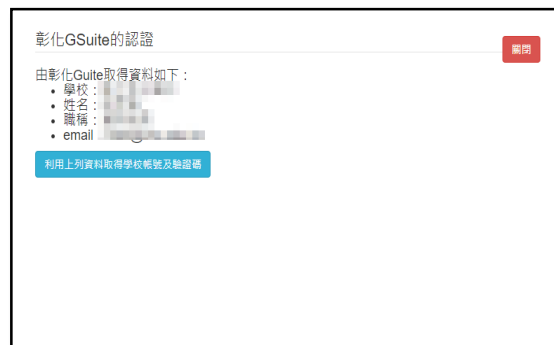 彰化GSuite的認證
關閉
由彰化Guite取得資料如下：
學校：
姓名：
職稱：
email
利用上列資料取得學校帳號及驗證碼